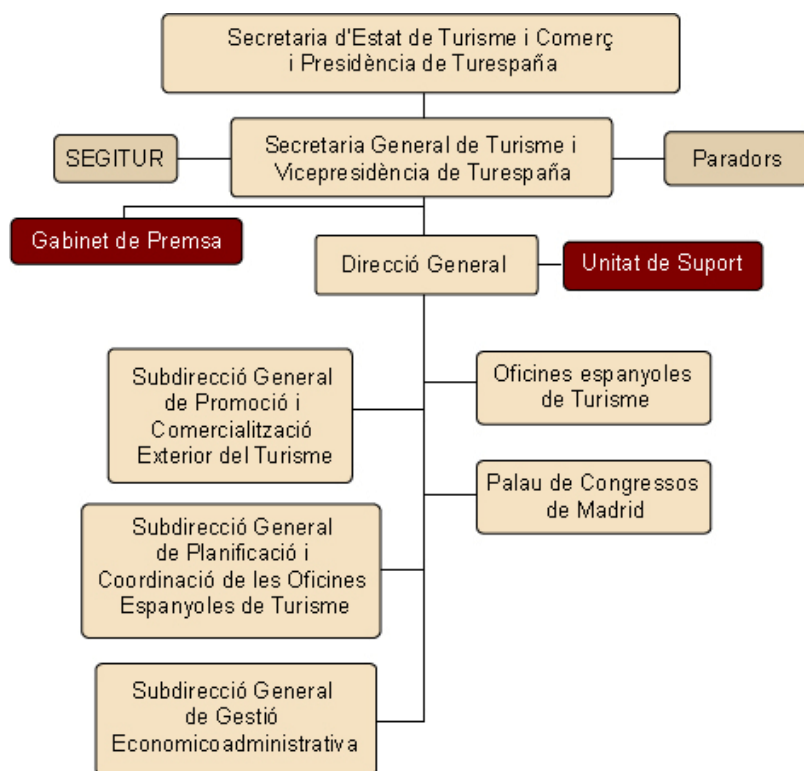 Secretaria d'Estat de Turisme i Comerç
i Presidència de Turespaña
SEGITUR
Secretaria General de Turisme i
Vicepresidència de Turespaña
Paradors
Gabinet de Premsa
Direcció General
Unitat de Suport
Subdirecció General
de Promoció i
Comercialització
Exterior del Turisme
Oficines espanyoles
de Turisme
Palau de Congressos
de Madrid
Subdirecció General
de Planificació i
Coordinació de les Oficines
Espanyoles de Turisme
Subdirecció General
de Gestió
Economicoadministrativa